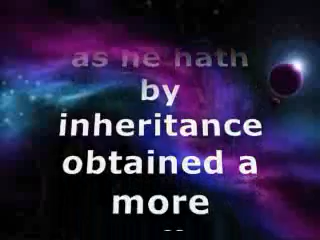 as he hath
by
inheritance
obtained a
more